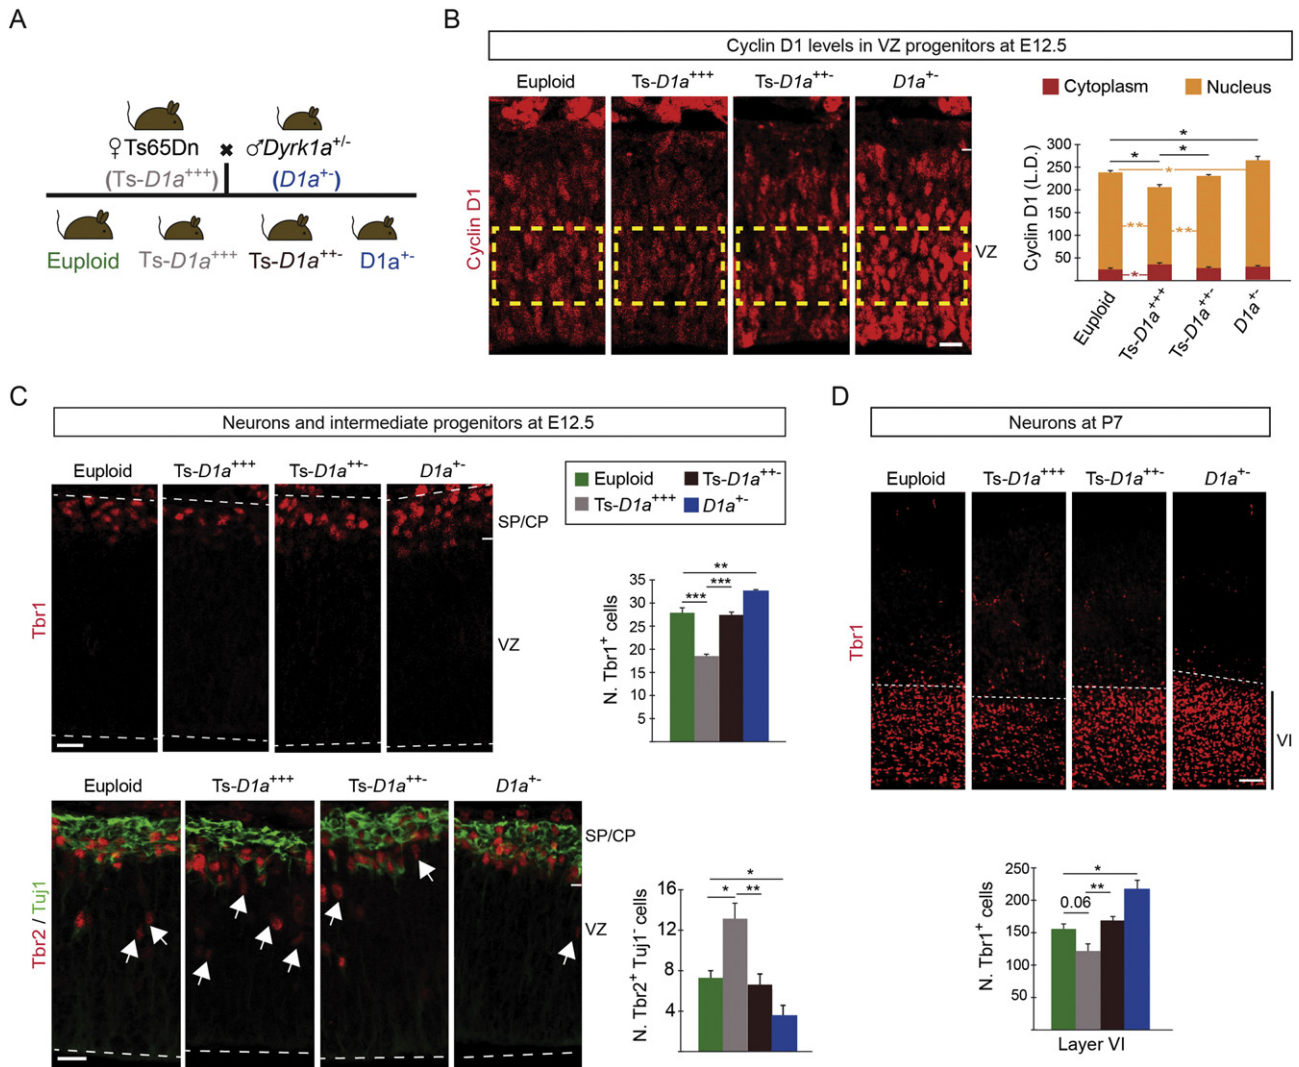 A
♀Ts65Dn ✖ ♂Dyrk1a+/-
(Ts-D1a+++) (D1a+-)
Euploid Ts-D1a+++ Ts-D1a++- D1a+-
B
Cyclin D1 levels in VZ progenitors at E12.5
Euploid Ts-D1a+++ Ts-D1a++- D1a+-
Cyclin D1
VZ
Cytoplasm Nucleus
Cyclin D1 (I.D.)
300
250
200
150
100
50
*
* *
*
** **
*
Euploid Ts-D1a+++ Ts-D1a++- D1a+-
C
Neurons and intermediate progenitors at E12.5
Euploid Ts-D1a+++ Ts-D1a++- D1a+-
Tbr1
SP/CP
VZ
Euploid Ts-D1a++-
Ts-D1a+++ D1a+-
N. Tbr1+ cells
35
30
25
20
15
10
5
**
*** ***
Euploid Ts-D1a+++ Ts-D1a++- D1a+-
Tbr2 / Tuj1
SP/CP
VZ
N. Tbr2+ Tuj1- cells
16
12
8
4
*
* **
D
Neurons at P7
Euploid Ts-D1a+++ Ts-D1a++- D1a+-
Tbr1
VI
N. Tbr1+ cells
250
200
150
100
50
*
0.06 **
Layer VI